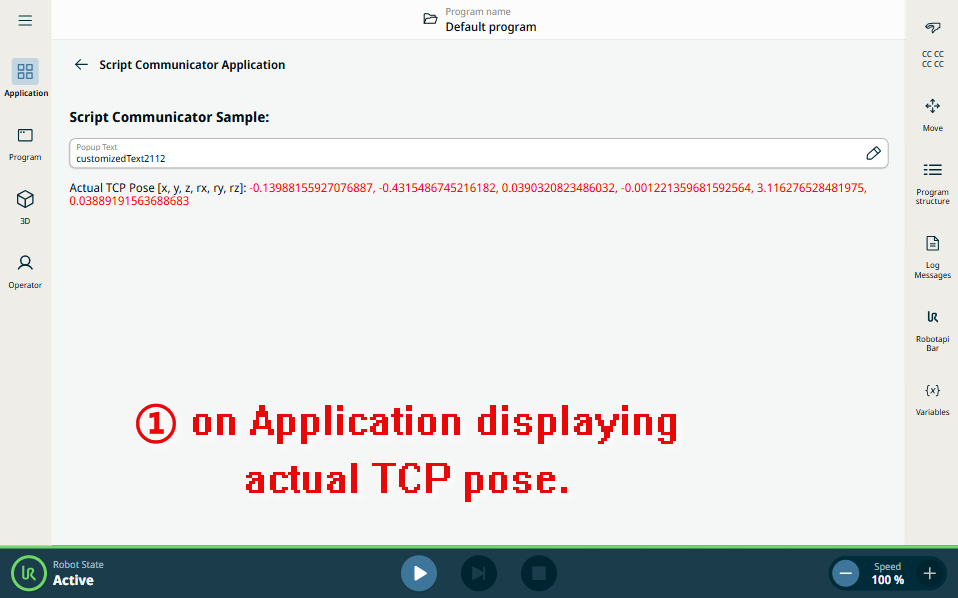 Program name
Default program
Application
Program
3D
Operator
Script Communicator Application
Script Communicator Sample:
Popup Text
customizedText2112
Actual TCP Pose [x, y, z, rx, ry, rz]: -0.13988155927076887, -0.4315486745216182, 0.0390320823486032, -0.001221359681592564, 3.116276528481975,
0.03889191563688683
① on Application displaying
actual TCP pose.
CC CC
CC CC
Move
Program
structure
Log
Messages
Robotapi
Bar
{x}
Variables
Robot State
Active
Speed
100 %